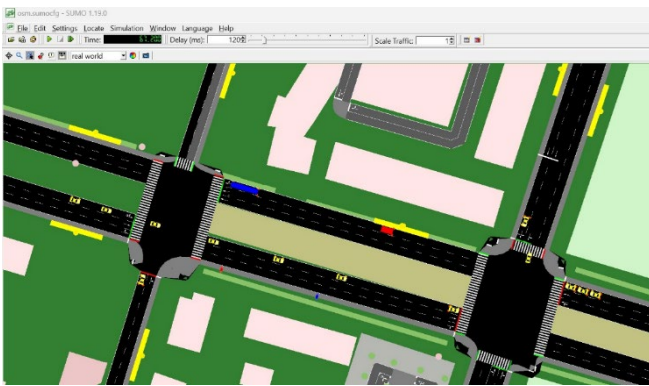 osm.sumocfg - SUMO 1.19.0
File Edit Settings Locate Simulation Window Language Help
Time: Delay (ms): 120 Scale Traffic: 1
real world